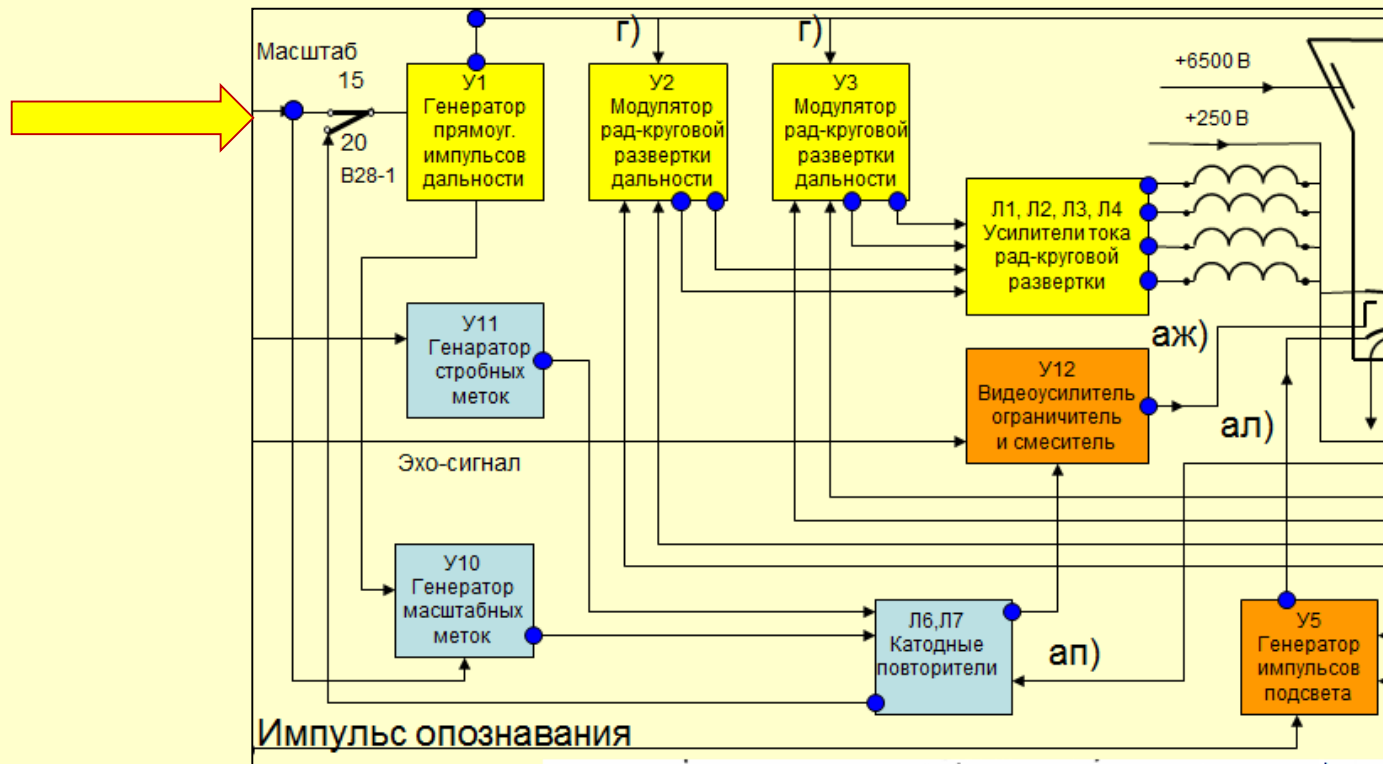 г)
г)
Масштаб
15
20
В28-1
У1
Генератор
прямоуг.
импульсов
дальности
У2
Модулятор
рад-круговой
развертки
дальности
У3
Модулятор
рад-круговой
развертки
дальности
+6500 В
+250 В
Л1, Л2, Л3, Л4
Усилители тока
рад-круговой
развертки
У11
Генаратор
стробных
меток
аж)
У12
Видеоусилитель
ограничитель
и смеситель
ал)
Эхо-сигнал
У10
Генератор
масштабных
меток
Л6,Л7
Катодные
повторители
ап)
У5
Генератор
импульсов
подсвета
Импульс опознавания